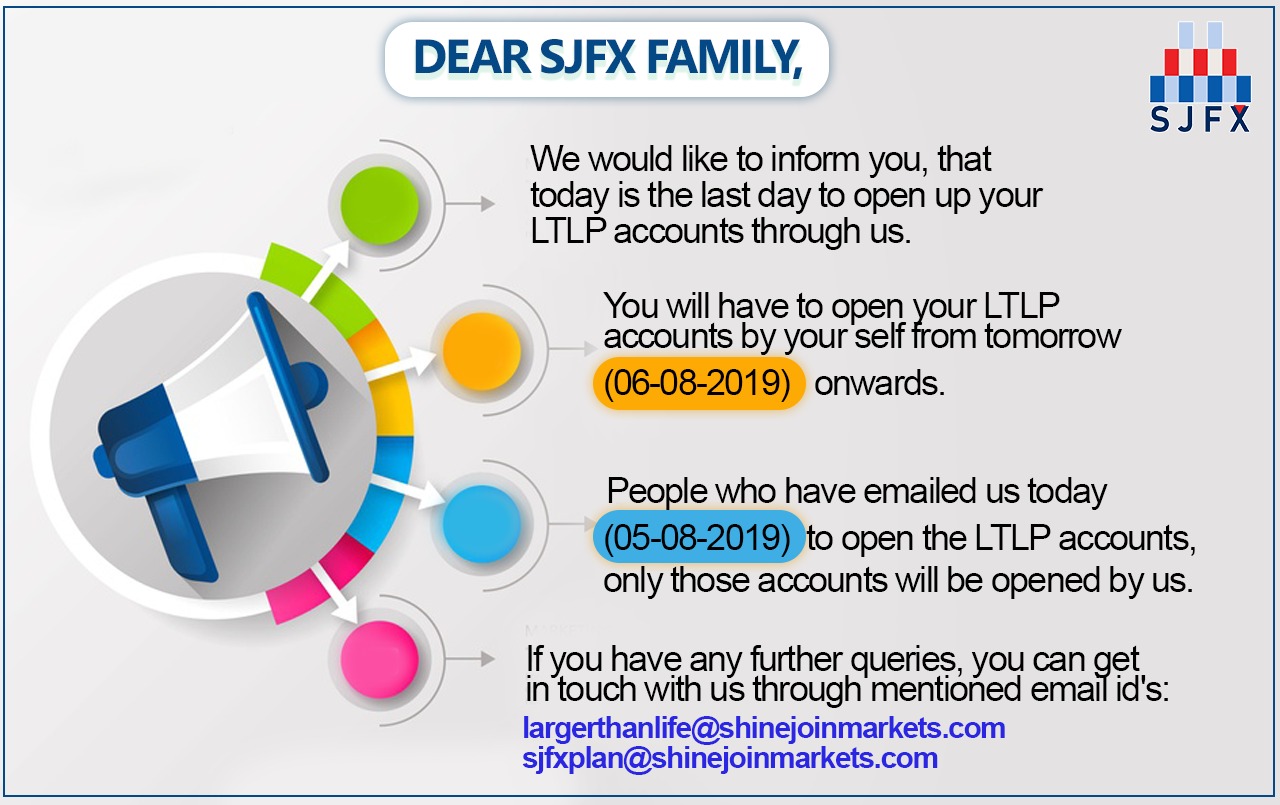 DEAR SJFX FAMILY,
SJFX
We would like to inform you, that
today is the last day to open up your
LTLP accounts through us.
You will have to open your LTLP
accounts by your self from tomorrow
(06-08-2019) onwards.
People who have emailed us today
(05-08-2019) to open the LTLP accounts,
only those accounts will be opened by us.
If you have any further queries, you can get
in touch with us through mentioned email id's:
largerthanlife@shinejoinmarkets.com
sjfxplan@shinejoinmarkets.com